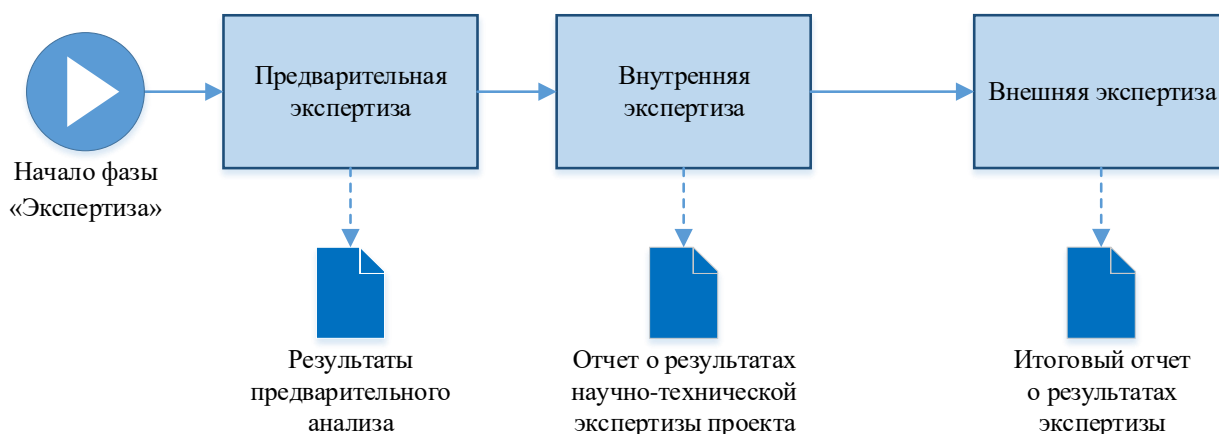 Предварительная
экспертиза
Внутренняя
экспертиза
Внешняя экспертиза
Начало фазы
«Экспертиза»
Результаты
предварительного
анализа
Отчет о результатах
научно-технической
экспертизы проекта
Итоговый отчет
о результатах
экспертизы